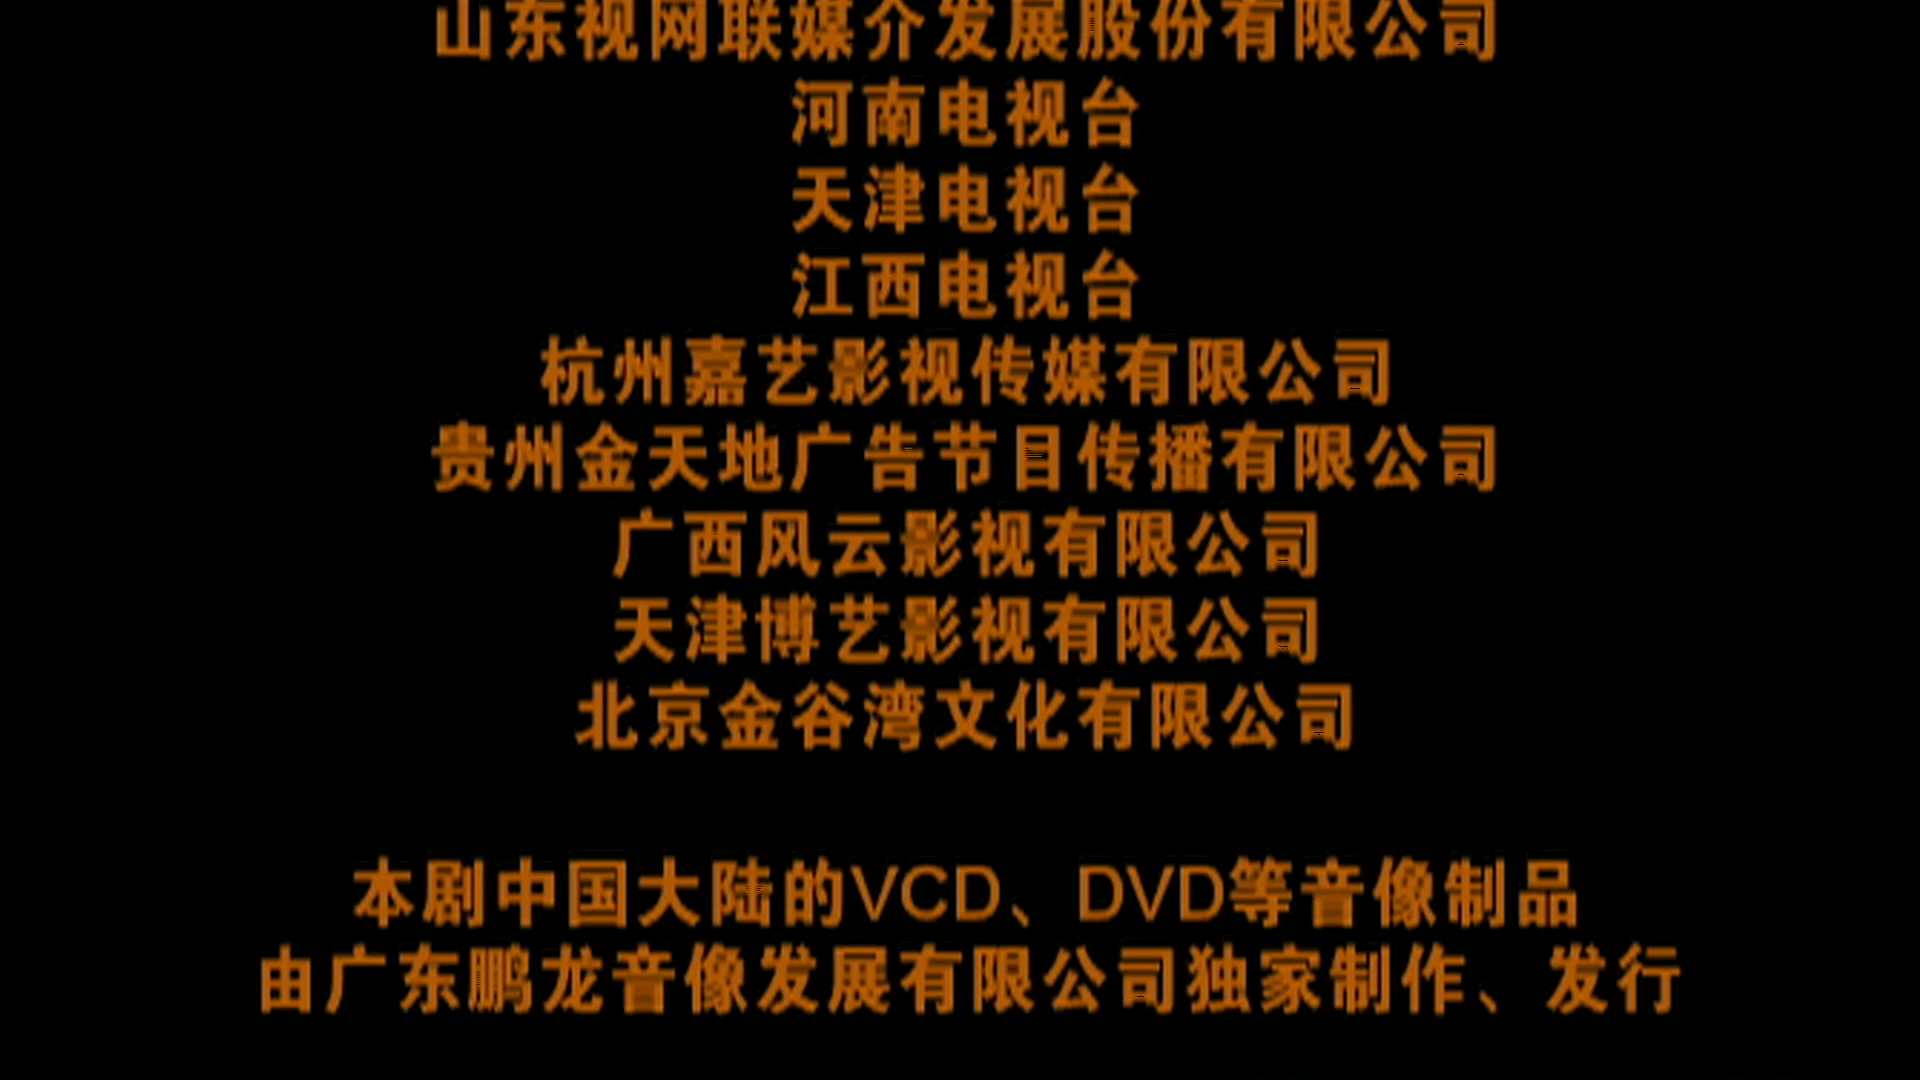 山东视网联媒介发展股份有限公司
河南电视台
天津电视台
江西电视台
杭州嘉艺影视传媒有限公司
贵州金天地广告节目传播有限公司
广西风云影视有限公司
天津博艺影视有限公司
北京金谷湾文化有限公司
本剧中国大陆的VCD、DVD等音像制品
由广东鹏龙音像发展有限公司独家制作、发行